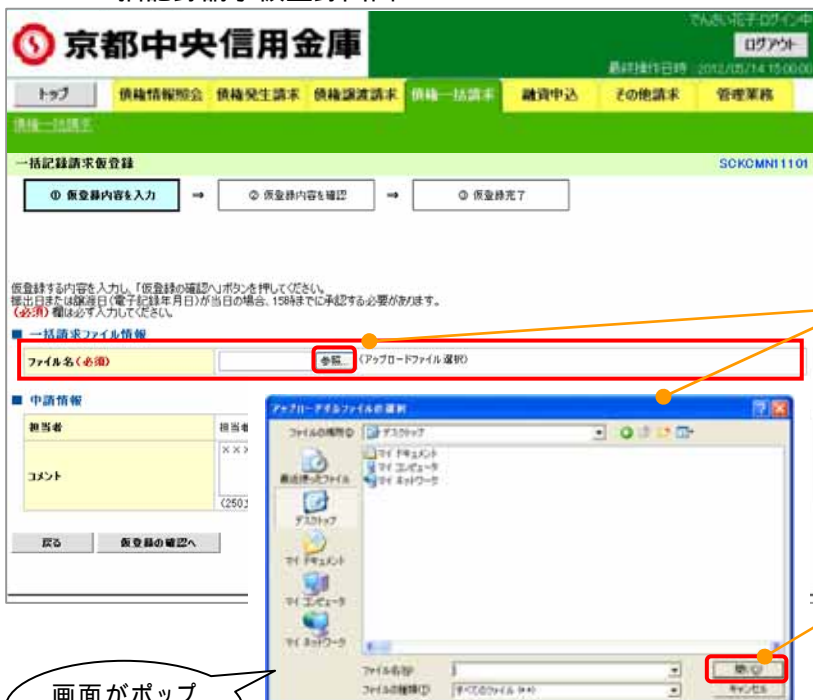 京都中央信用金庫
でんさい花子ログイン中
ログアウト
最終操作日時 2012/05/14 15:00:00
トップ 債権情報照会 債権発生請求 債権譲渡請求 債権一括請求 融資申込 その他請求 管理業務
債権一括請求
一括記録請求仮登録 SCKCMN11101
① 仮登録内容を入力 ⇒ ② 仮登録内容を確認 ⇒ ③ 仮登録完了
仮登録する内容を入力し、「仮登録の確認へ」ボタンを押してください。
振出日または譲渡日(電子記録年月日)が当日の場合、15時までに承認する必要があります。
(必須)欄は必ず入力してください。
■ 一括請求ファイル情報
ファイル名(必須) 参照... (アップロードファイル選択)
■ 申請情報
担当者 担当者
コメント ×××
(250文
戻る 仮登録の確認へ
アップロードするファイルの選択
ファイルの場所(I): デスクトップ
マイ ドキュメント
マイ コンピュータ
マイ ネットワーク
最近使ったファイル
デスクトップ
マイ ドキュメント
マイ コンピュータ
マイ ネットワーク
ファイル名(N):
開く(O)
ファイルの種類(T): すべてのファイル (*.*)
キャンセル
画面がポップ